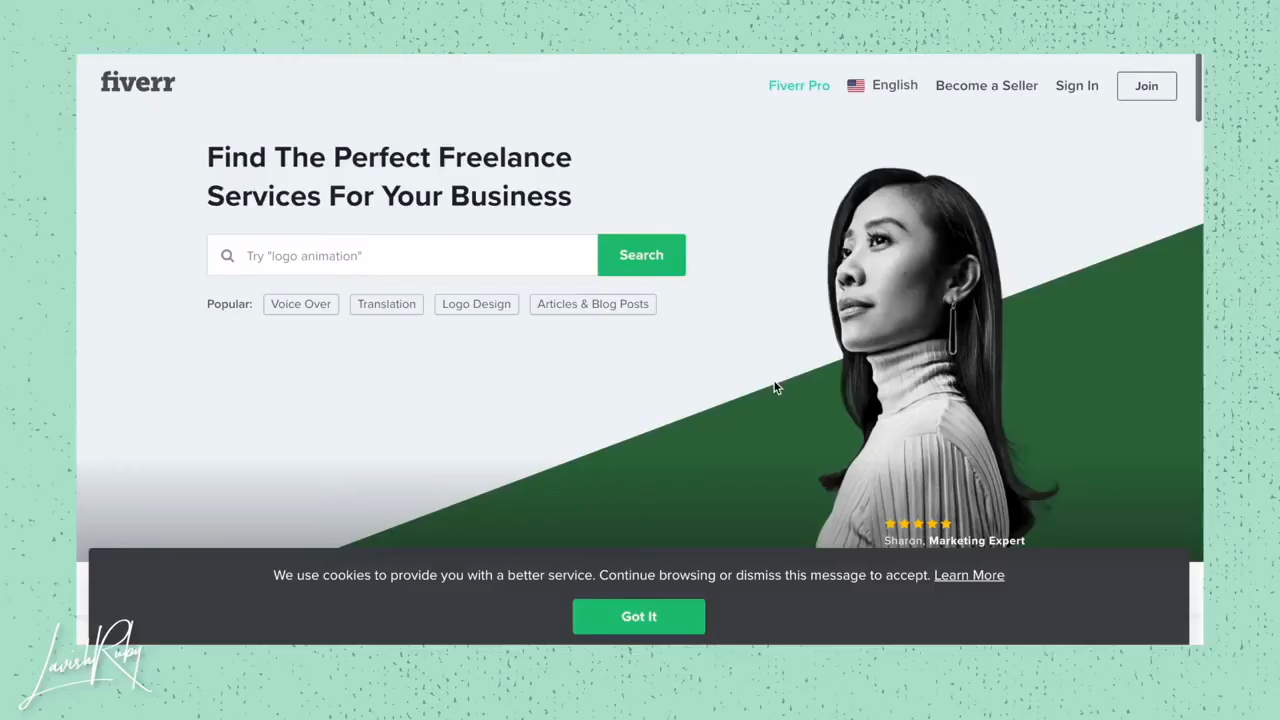 fiverr
Fiverr Pro English Become a Seller Sign In Join
Find The Perfect Freelance
Services For Your Business
Try "logo animation" Search
Popular: Voice Over Translation Logo Design Articles & Blog Posts
Sharon, Marketing Expert
We use cookies to provide you with a better service. Continue browsing or dismiss this message to accept. Learn More
Got It
LavishRuby